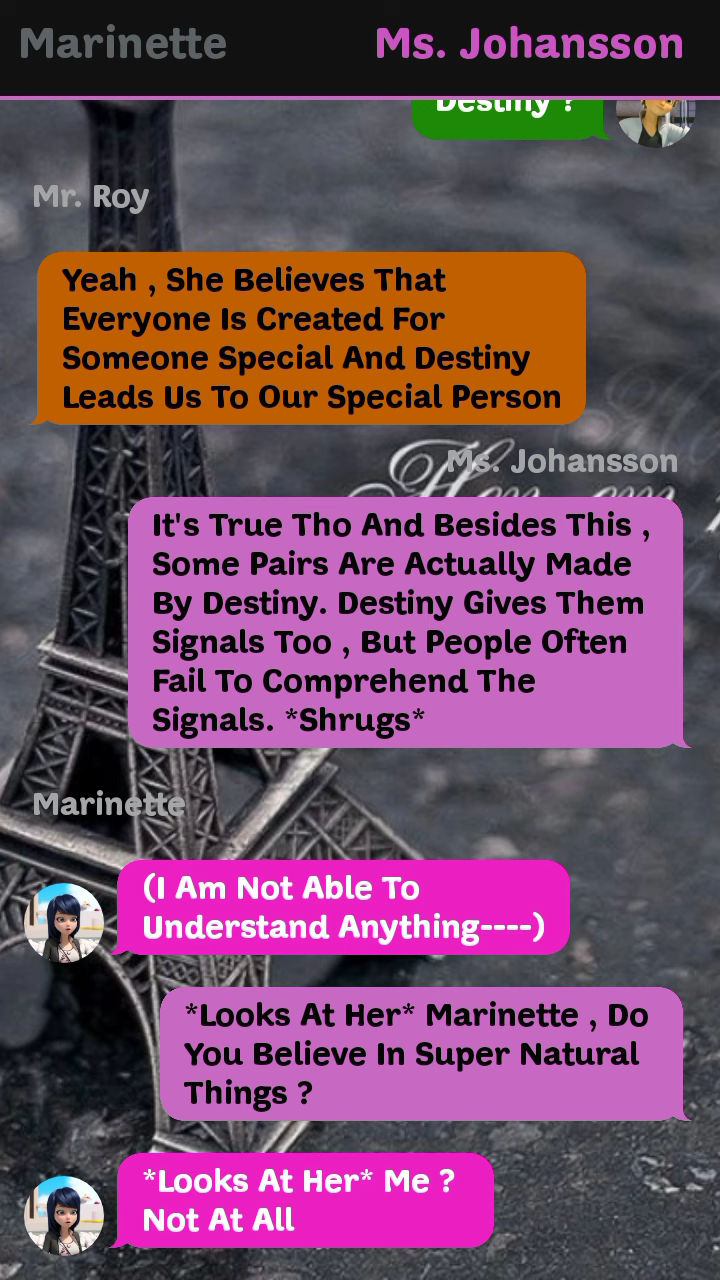 Marinette Ms. Johansson
Destiny ?
Mr. Roy
Yeah , She Believes That
Everyone Is Created For
Someone Special And Destiny
Leads Us To Our Special Person
Ms. Johansson
It's True Tho And Besides This ,
Some Pairs Are Actually Made
By Destiny. Destiny Gives Them
Signals Too , But People Often
Fail To Comprehend The
Signals. *Shrugs*
Marinette
(I Am Not Able To
Understand Anything----)
*Looks At Her* Marinette , Do
You Believe In Super Natural
Things ?
*Looks At Her* Me ?
Not At All